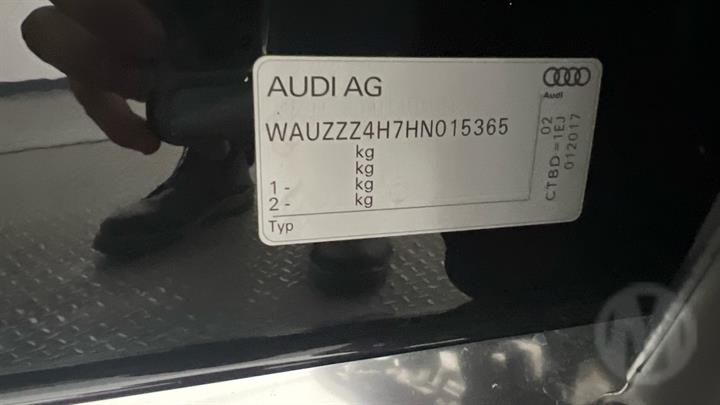 AUDI AG
Audi
WAUZZZ4H7HN015365
kg
kg
1- kg
2- kg
Typ
CTBD=1EJ 02
012017